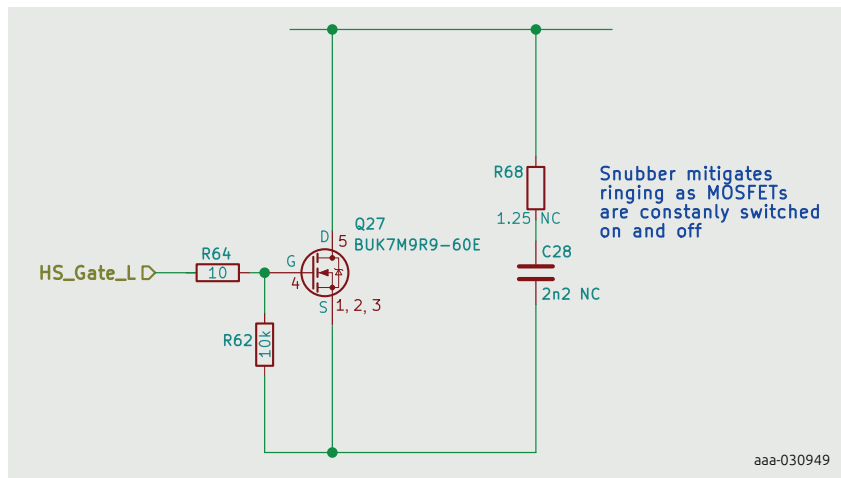 R68
1.25 NC
Snubber mitigates
ringing as MOSFETs
are constanly switched
on and off
Q27
D 5
BUK7M9R9-60E
R64
10
HS_Gate_L
G
4
C28
2n2 NC
S 1, 2, 3
R62
10k
aaa-030949